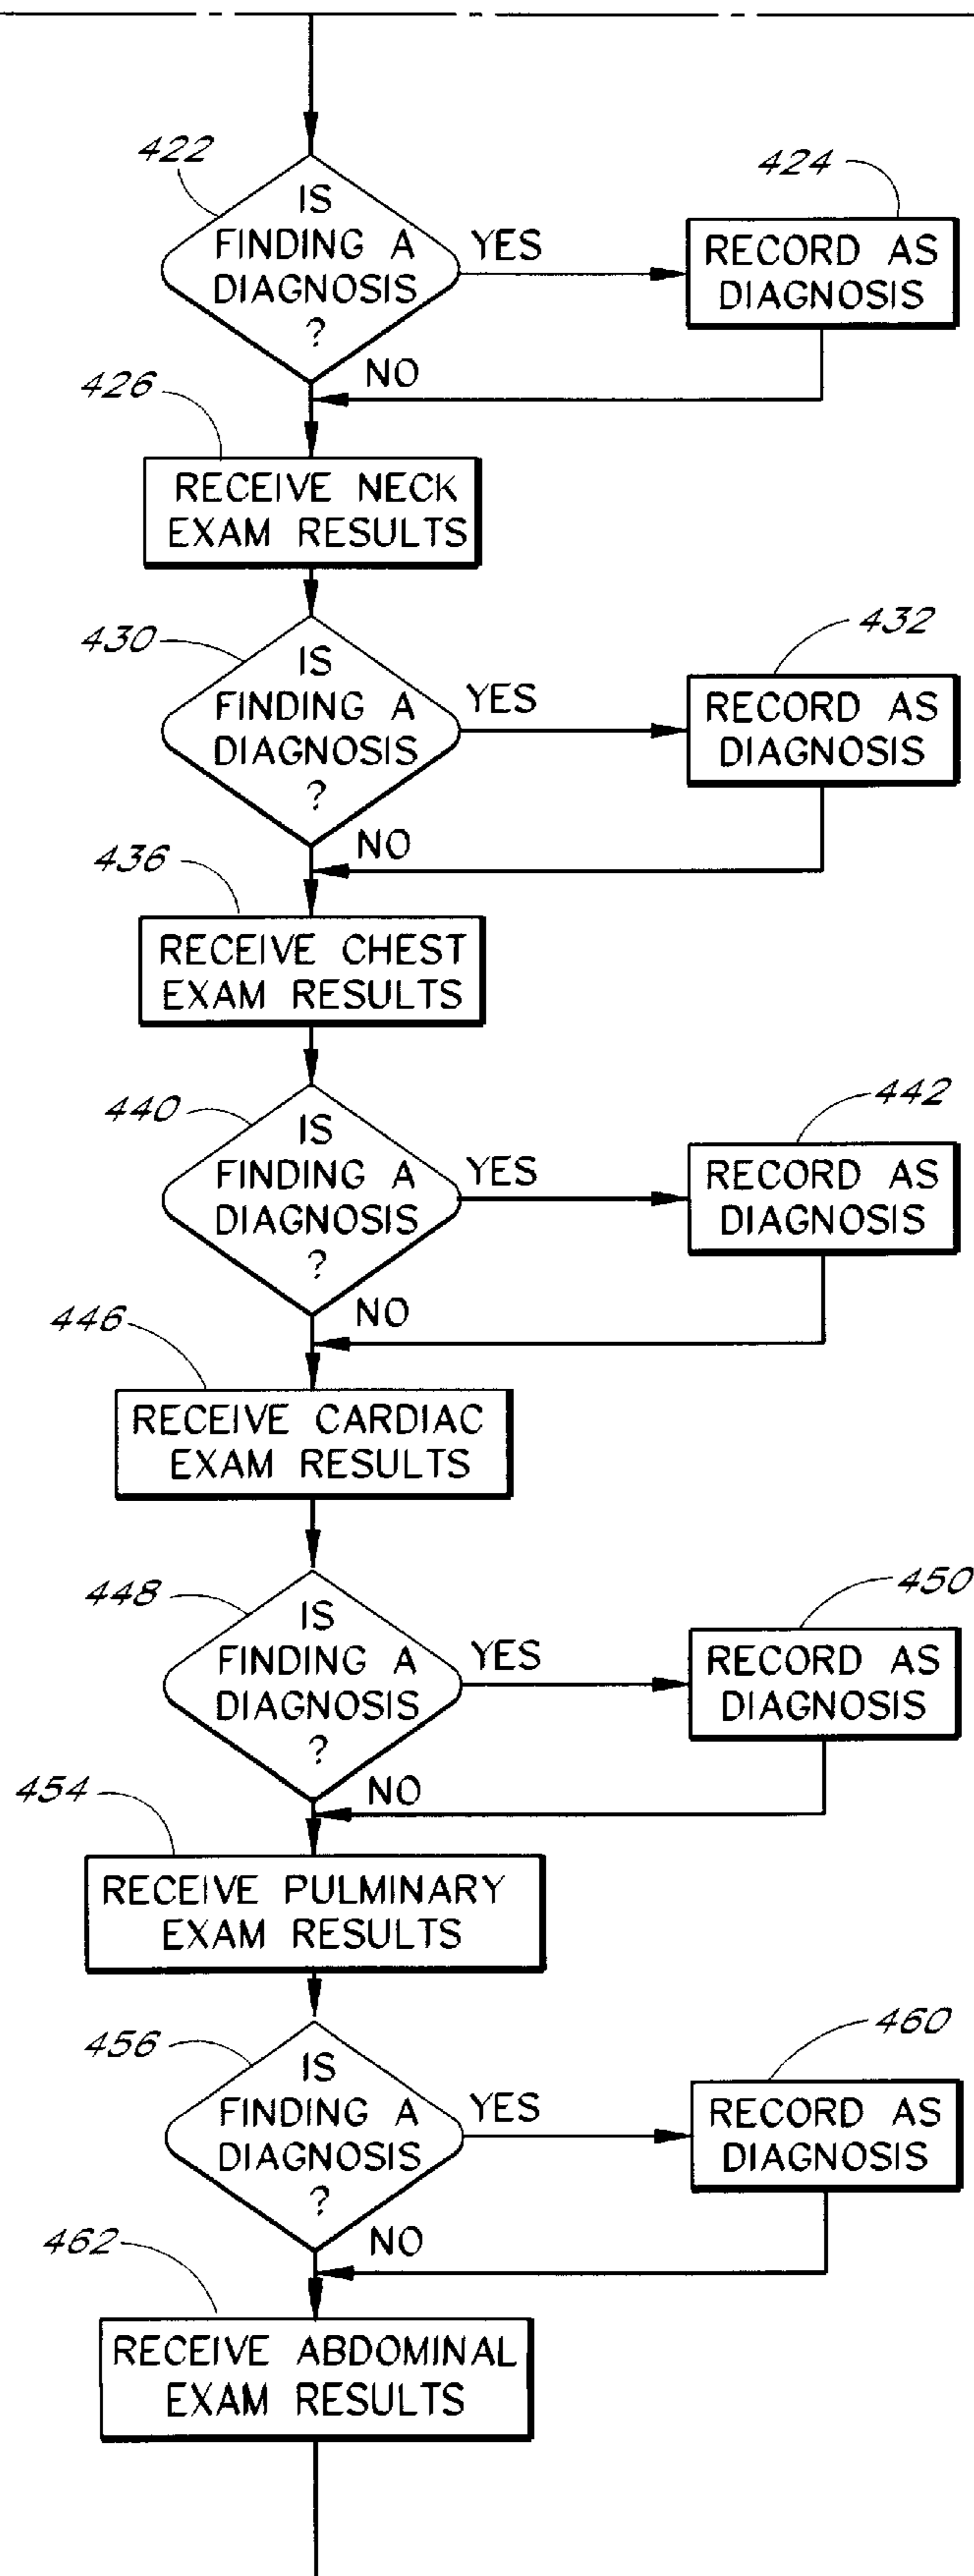 422
424
IS
FINDING A
DIAGNOSIS
?
YES
RECORD AS
DIAGNOSIS
NO
426
RECEIVE NECK
EXAM RESULTS
430
432
IS
FINDING A
DIAGNOSIS
?
YES
RECORD AS
DIAGNOSIS
NO
436
RECEIVE CHEST
EXAM RESULTS
440
442
IS
FINDING A
DIAGNOSIS
?
YES
RECORD AS
DIAGNOSIS
NO
446
RECEIVE CARDIAC
EXAM RESULTS
448
450
IS
FINDING A
DIAGNOSIS
?
YES
RECORD AS
DIAGNOSIS
NO
454
RECEIVE PULMINARY
EXAM RESULTS
456
460
IS
FINDING A
DIAGNOSIS
?
YES
RECORD AS
DIAGNOSIS
NO
462
RECEIVE ABDOMINAL
EXAM RESULTS